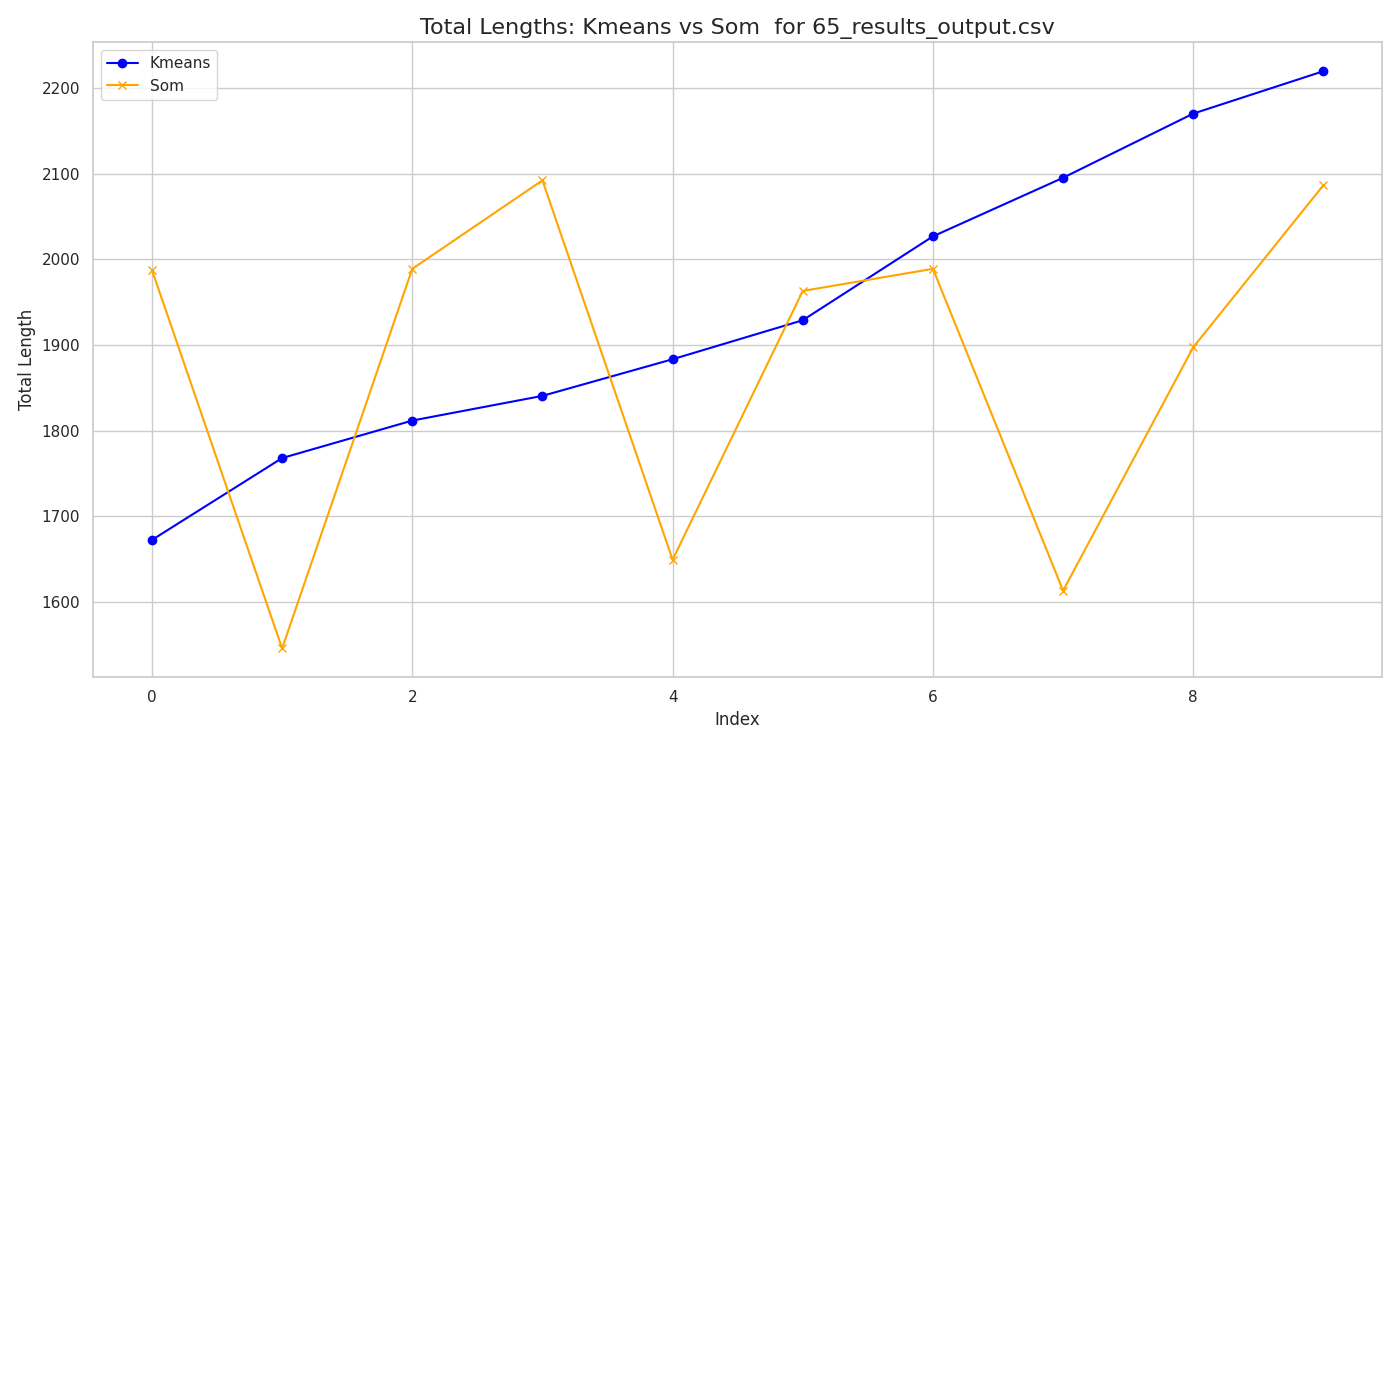 Total Lengths: Kmeans vs Som  for 65_results_output.csv
Kmeans
Som
2200
2100
2000
1900
1800
1700
1600
Total Length
0 2 4 6 8
Index